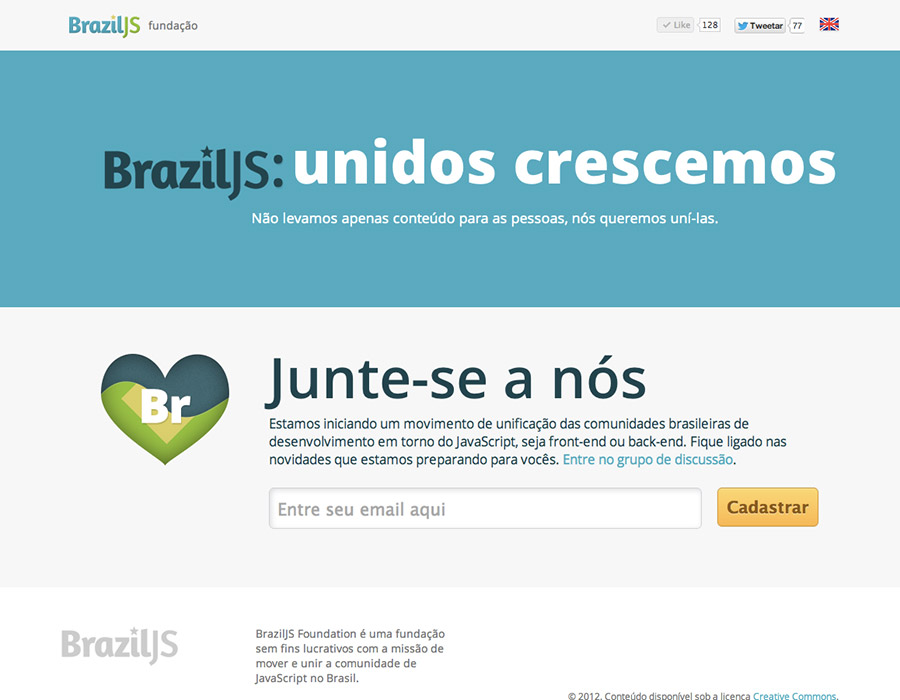 BrazilJS fundação
Like 128 Tweetar 77
BrazilJS: unidos crescemos
Não levamos apenas conteúdo para as pessoas, nós queremos uní-las.
Br
Junte-se a nós
Estamos iniciando um movimento de unificação das comunidades brasileiras de
desenvolvimento em torno do JavaScript, seja front-end ou back-end. Fique ligado nas
novidades que estamos preparando para vocês. Entre no grupo de discussão.
Entre seu email aqui
Cadastrar
BrazilJS
BrazilJS Foundation é uma fundação
sem fins lucrativos com a missão de
mover e unir a comunidade de
JavaScript no Brasil.
© 2012. Conteúdo disponível sob a licença Creative Commons.